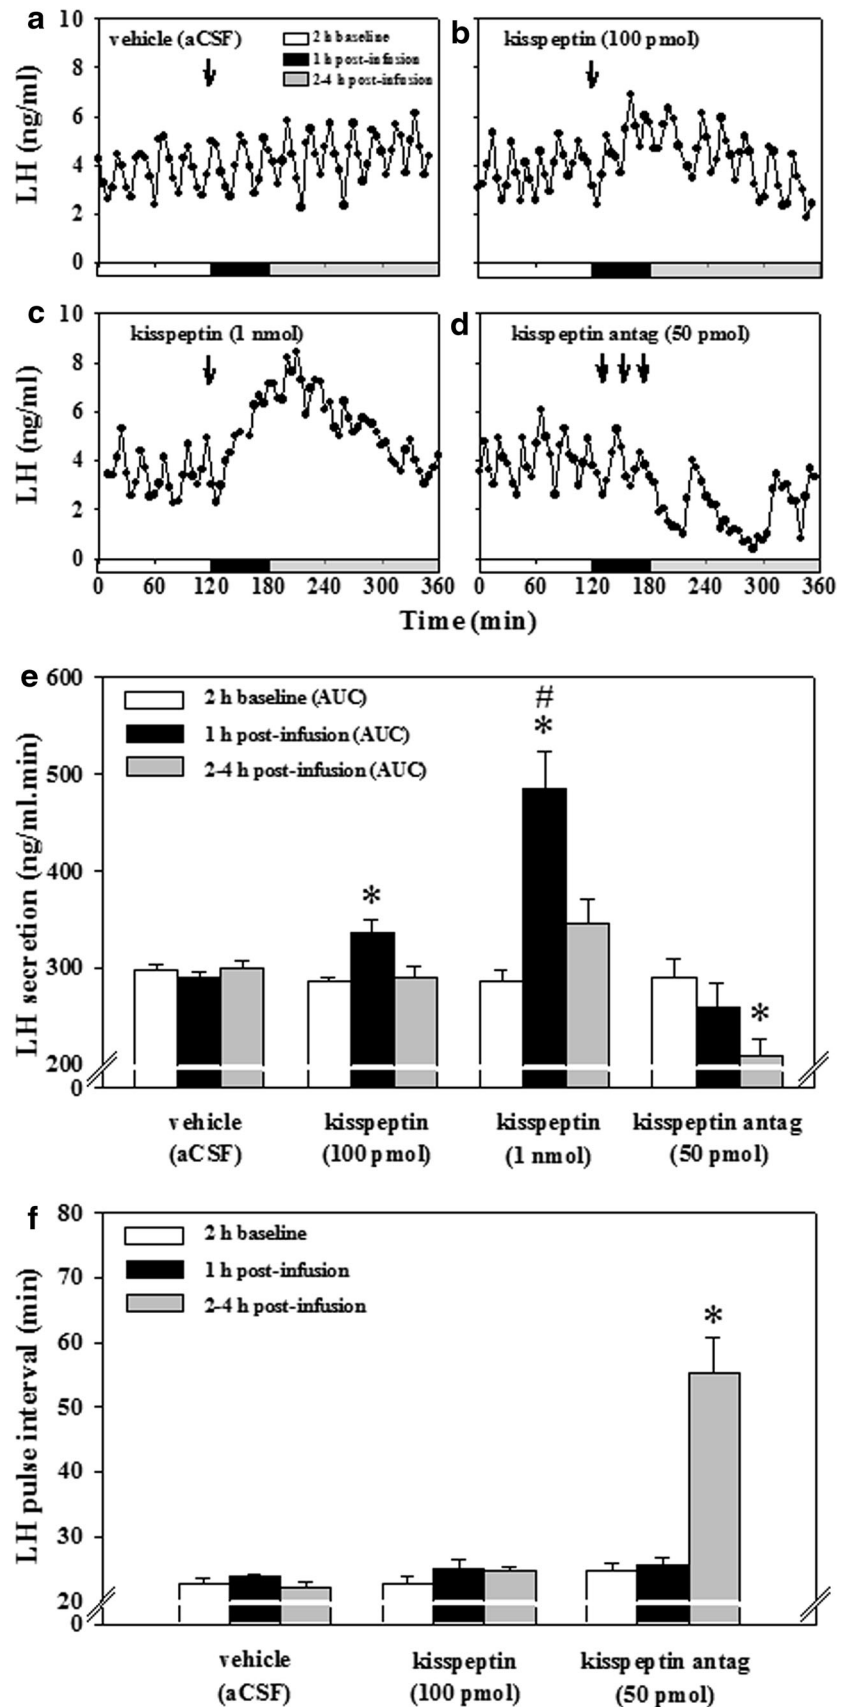 a
b
10
8
6
4
2
0
LH (ng/ml)
vehicle (aCSF)
2 h baseline
1 h post-infusion
2-4 h post-infusion
kisspeptin (100 pmol)
c
d
10
8
6
4
2
0
LH (ng/ml)
kisspeptin (1 nmol)
kisspeptin antag (50 pmol)
0 60 120 180 240 300 360
0 60 120 180 240 300 360
Time (min)
e
600
500
400
300
200
0
LH secretion (ng/ml.min)
2 h baseline (AUC)
1 h post-infusion (AUC)
2-4 h post-infusion (AUC)
*
#
*
*
vehicle
(aCSF)
kisspeptin
(100 pmol)
kisspeptin
(1 nmol)
kisspeptin antag
(50 pmol)
f
80
70
60
50
40
30
20
0
LH pulse interval (min)
2 h baseline
1 h post-infusion
2-4 h post-infusion
*
vehicle
(aCSF)
kisspeptin
(100 pmol)
kisspeptin antag
(50 pmol)